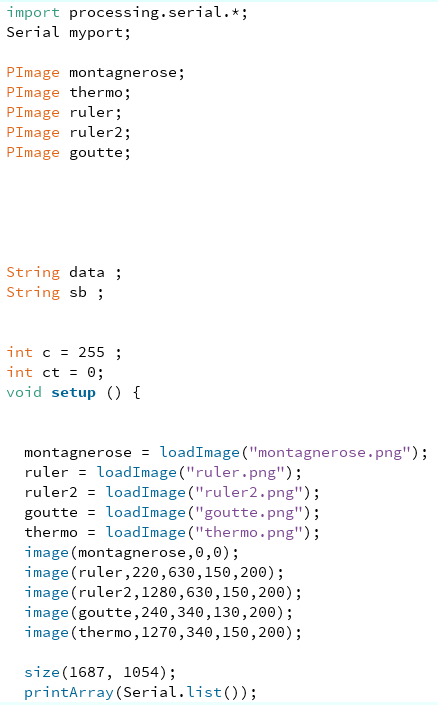 import processing.serial.*;
Serial myport;
PImage montagnerose;
PImage thermo;
PImage ruler;
PImage ruler2;
PImage goutte;
String data ;
String sb ;
int c = 255 ;
int ct = 0;
void setup () {
montagnerose = loadImage("montagnerose.png");
ruler = loadImage("ruler.png");
ruler2 = loadImage("ruler2.png");
goutte = loadImage("goutte.png");
thermo = loadImage("thermo.png");
image(montagnerose,0,0);
image(ruler,220,630,150,200);
image(ruler2,1280,630,150,200);
image(goutte,240,340,130,200);
image(thermo,1270,340,150,200);
size(1687, 1054);
printArray(Serial.list());